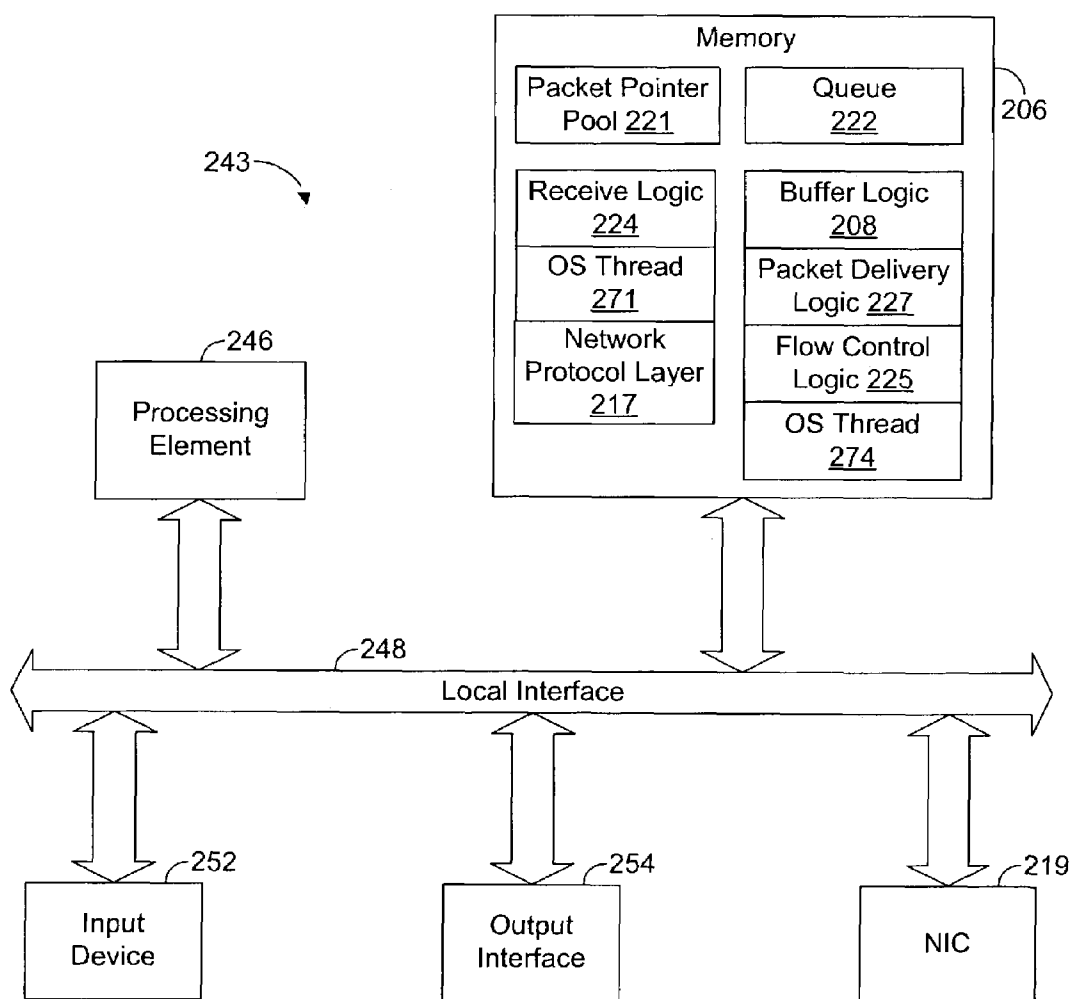 Memory
Packet Pointer
Pool 221
Queue
222
206
243
Receive Logic
224
OS Thread
271
Network
Protocol Layer
217
Buffer Logic
208
Packet Delivery
Logic 227
Flow Control
Logic 225
OS Thread
274
246
Processing
Element
248
Local Interface
252
Input
Device
254
Output
Interface
219
NIC